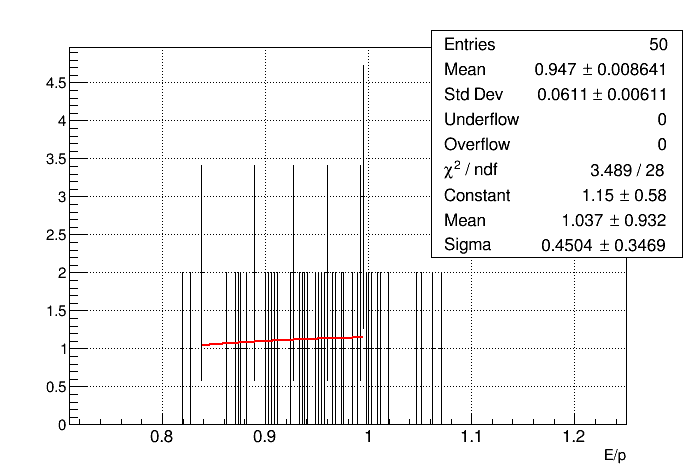 Entries 50
Mean 0.947 ± 0.008641
Std Dev 0.0611 ± 0.00611
Underflow 0
Overflow 0
χ² / ndf 3.489 / 28
Constant 1.15 ± 0.58
Mean 1.037 ± 0.932
Sigma 0.4504 ± 0.3469
4.5
4
3.5
3
2.5
2
1.5
1
0.5
0
0.8 0.9 1 1.1 1.2
E/p